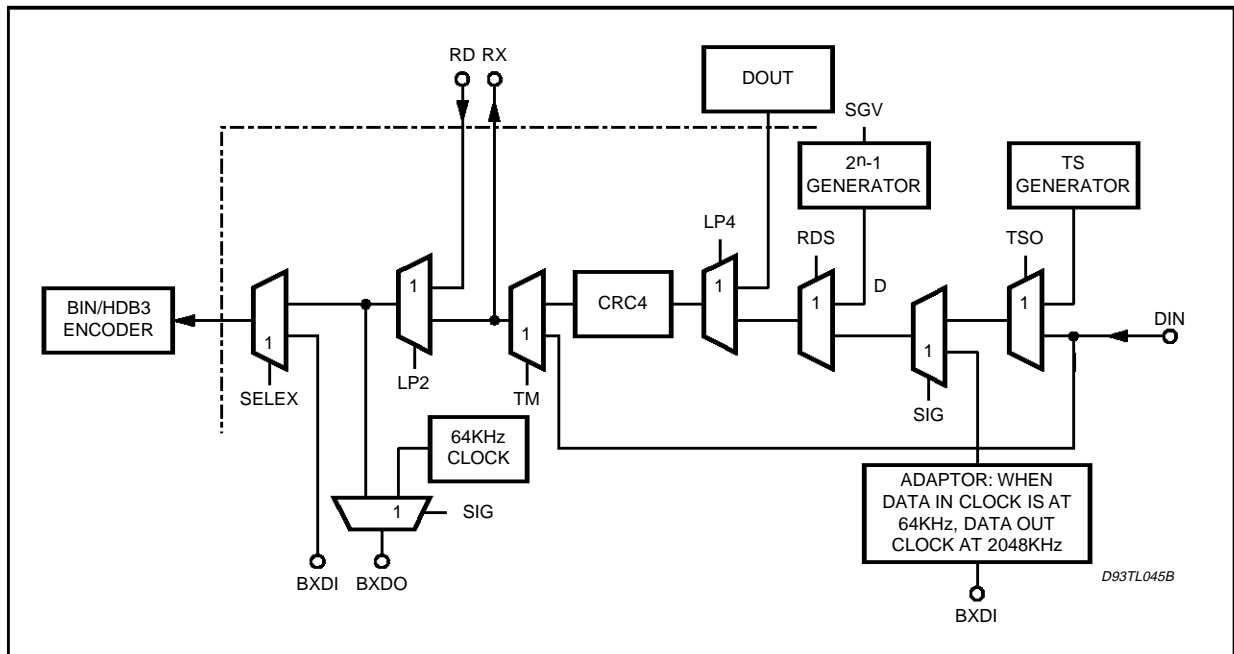 RD RX
DOUT
SGV
2n-1
GENERATOR
TS
GENERATOR
LP4
RDS
TSO
1
1
1
D
1
1
CRC4
1
1
BIN/HDB3
ENCODER
DIN
SELEX
LP2
TM
SIG
64KHz
CLOCK
1
SIG
ADAPTOR: WHEN
DATA IN CLOCK IS AT
64KHz, DATA OUT
CLOCK AT 2048KHz
BXDI
BXDO
BXDI
D93TL045B